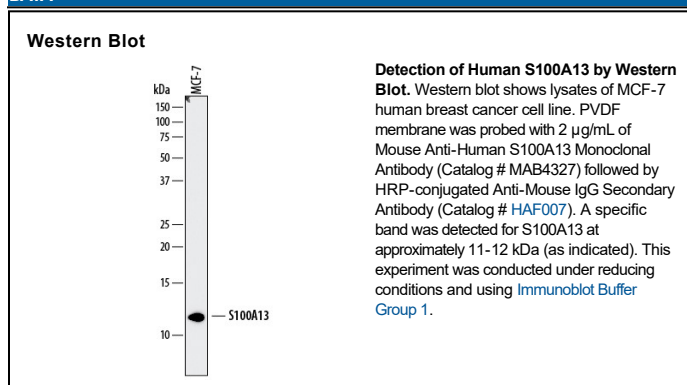 Western Blot
kDa
MCF-7
150
100
75
50
37
25
20
15
10
S100A13
Detection of Human S100A13 by Western
Blot. Western blot shows lysates of MCF-7
human breast cancer cell line. PVDF
membrane was probed with 2 µg/mL of
Mouse Anti-Human S100A13 Monoclonal
Antibody (Catalog # MAB4327) followed by
HRP-conjugated Anti-Mouse IgG Secondary
Antibody (Catalog # HAF007). A specific
band was detected for S100A13 at
approximately 11-12 kDa (as indicated). This
experiment was conducted under reducing
conditions and using Immunoblot Buffer
Group 1.